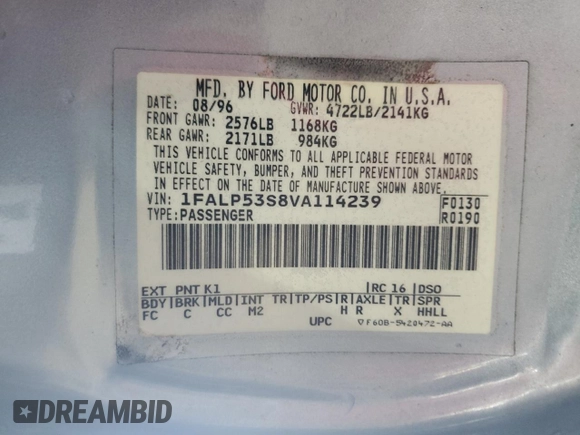 MFD. BY FORD MOTOR CO. IN U.S.A.
DATE: 08/96 GVWR: 4722LB/2141KG
FRONT GAWR: 2576LB 1168KG
REAR GAWR: 2171LB 984KG
THIS VEHICLE CONFORMS TO ALL APPLICABLE FEDERAL MOTOR
VEHICLE SAFETY, BUMPER, AND THEFT PREVENTION STANDARDS
IN EFFECT ON THE DATE OF MANUFACTURE SHOWN ABOVE.
VIN: 1FALP53S8VA114239 F0130
TYPE: PASSENGER R0190
EXT PNT K1 RC 16 DSO
BDY BRK MLD INT TR TP/PS R AXLE TR SPR
FC C CC M2 H R X HHLL
UPC F6DB-5420472-AA
DREAMBID